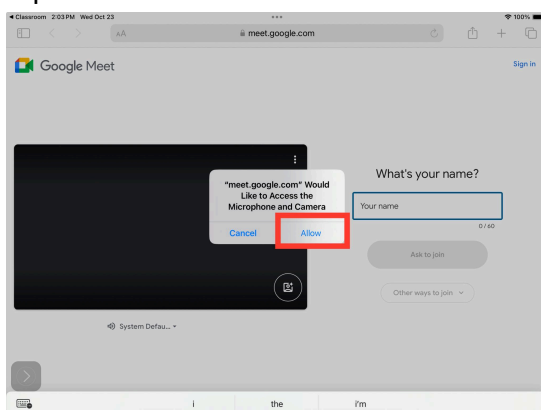 ◀ Classroom 2:03 PM Wed Oct 23
100%
AA
meet.google.com
Google Meet
Sign in
"meet.google.com" Would
Like to Access the
Microphone and Camera
Cancel
Allow
What's your name?
Your name
0 / 60
Ask to join
Other ways to join
System Defau...
i
the
i'm